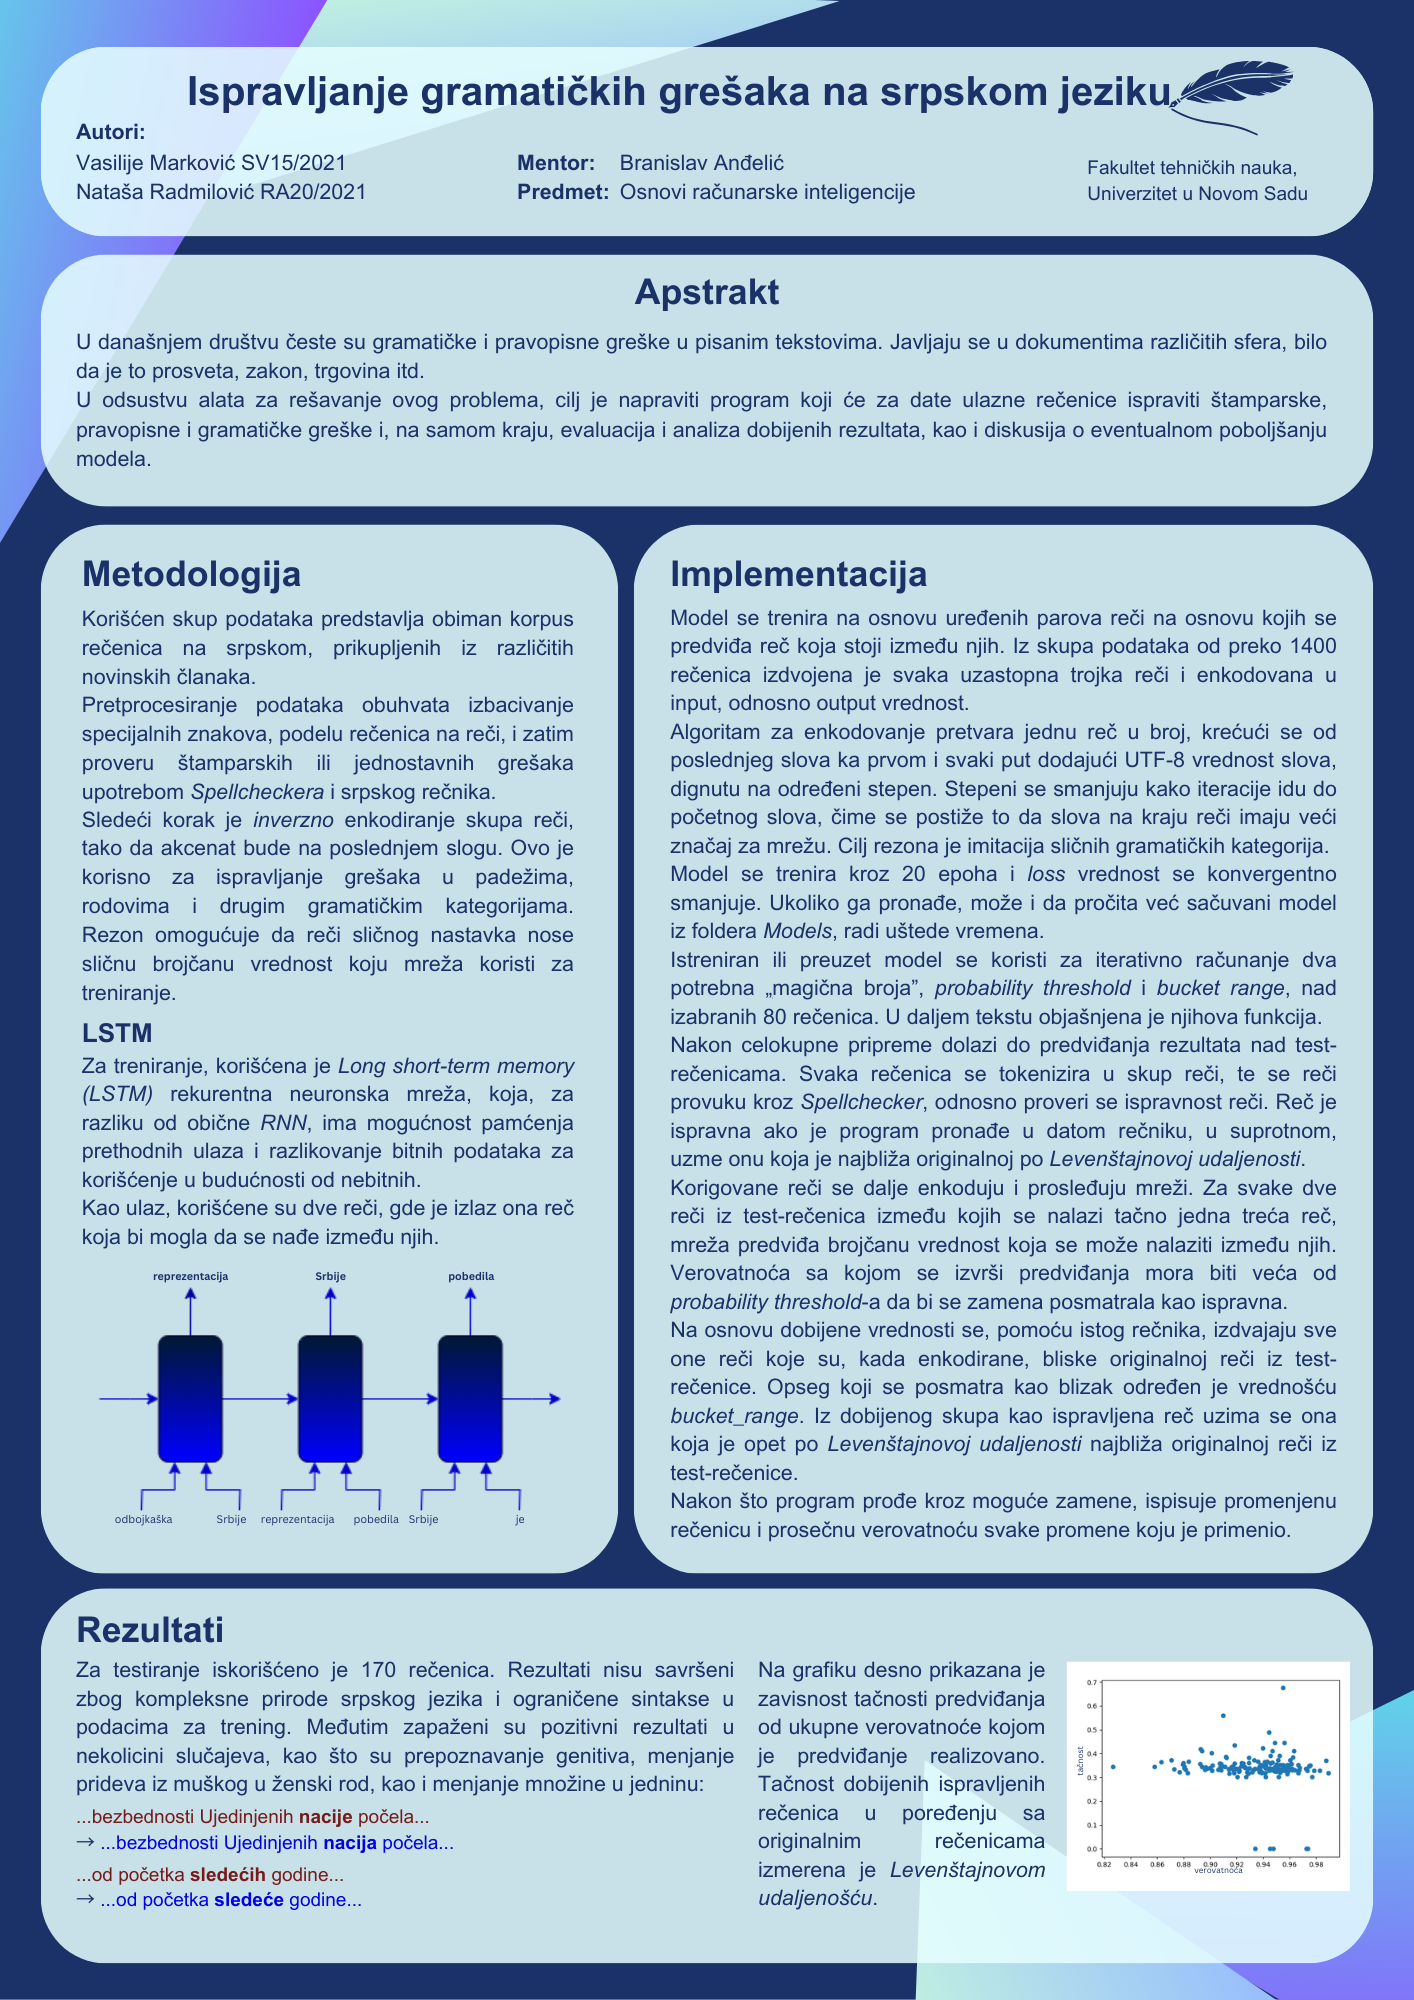 Ispravljanje gramatičkih grešaka na srpskom jeziku
Autori:
Vasilije Marković SV15/2021
Nataša Radmilović RA20/2021
Mentor: Branislav Anđelić
Predmet: Osnovi računarske inteligencije
Fakultet tehničkih nauka,
Univerzitet u Novom Sadu
Apstrakt
U današnjem društvu česte su gramatičke i pravopisne greške u pisanim tekstovima. Javljaju se u dokumentima različitih sfera, bilo
da je to prosveta, zakon, trgovina itd.
U odsustvu alata za rešavanje ovog problema, cilj je napraviti program koji će za date ulazne rečenice ispraviti štamparske,
pravopisne i gramatičke greške i, na samom kraju, evaluacija i analiza dobijenih rezultata, kao i diskusija o eventualnom poboljšanju
modela.
Metodologija
Korišćen skup podataka predstavlja obiman korpus
rečenica na srpskom, prikupljenih iz različitih
novinskih članaka.
Pretprocesiranje podataka obuhvata izbacivanje
specijalnih znakova, podelu rečenica na reči, i zatim
proveru štamparskih ili jednostavnih grešaka
upotrebom Spellcheckera i srpskog rečnika.
Sledeći korak je inverzno enkodiranje skupa reči,
tako da akcenat bude na poslednjem slogu. Ovo je
korisno za ispravljanje grešaka u padežima,
rodovima i drugim gramatičkim kategorijama.
Rezon omogućuje da reči sličnog nastavka nose
sličnu brojčanu vrednost koju mreža koristi za
treniranje.
LSTM
Za treniranje, korišćena je Long short-term memory
(LSTM) rekurentna neuronska mreža, koja, za
razliku od obične RNN, ima mogućnost pamćenja
prethodnih ulaza i razlikovanje bitnih podataka za
korišćenje u budućnosti od nebitnih.
Kao ulaz, korišćene su dve reči, gde je izlaz ona reč
koja bi mogla da se nađe između njih.
reprezentacija Srbije pobedila
odbojkaška Srbije reprezentacija pobedila Srbije je
Implementacija
Model se trenira na osnovu uređenih parova reči na osnovu kojih se
predviđa reč koja stoji između njih. Iz skupa podataka od preko 1400
rečenica izdvojena je svaka uzastopna trojka reči i enkodovana u
input, odnosno output vrednost.
Algoritam za enkodovanje pretvara jednu reč u broj, krećući se od
poslednjeg slova ka prvom i svaki put dodajući UTF-8 vrednost slova,
dignutu na određeni stepen. Stepeni se smanjuju kako iteracije idu do
početnog slova, čime se postiže to da slova na kraju reči imaju veći
značaj za mrežu. Cilj rezona je imitacija sličnih gramatičkih kategorija.
Model se trenira kroz 20 epoha i loss vrednost se konvergentno
smanjuje. Ukoliko ga pronađe, može i da pročita već sačuvani model
iz foldera Models, radi uštede vremena.
Istreniran ili preuzet model se koristi za iterativno računanje dva
potrebna „magična broja”, probability threshold i bucket range, nad
izabranih 80 rečenica. U daljem tekstu objašnjena je njihova funkcija.
Nakon celokupne pripreme dolazi do predviđanja rezultata nad test-
rečenicama. Svaka rečenica se tokenizira u skup reči, te se reči
provuku kroz Spellchecker, odnosno proveri se ispravnost reči. Reč je
ispravna ako je program pronađe u datom rečniku, u suprotnom,
uzme onu koja je najbliža originalnoj po Levenštajnovoj udaljenosti.
Korigovane reči se dalje enkoduju i prosleđuju mreži. Za svake dve
reči iz test-rečenica između kojih se nalazi tačno jedna treća reč,
mreža predviđa brojčanu vrednost koja se može nalaziti između njih.
Verovatnoća sa kojom se izvrši predviđanja mora biti veća od
probability threshold-a da bi se zamena posmatrala kao ispravna.
Na osnovu dobijene vrednosti se, pomoću istog rečnika, izdvajaju sve
one reči koje su, kada enkodirane, bliske originalnoj reči iz test-
rečenice. Opseg koji se posmatra kao blizak određen je vrednošću
bucket_range. Iz dobijenog skupa kao ispravljena reč uzima se ona
koja je opet po Levenštajnovoj udaljenosti najbliža originalnoj reči iz
test-rečenice.
Nakon što program prođe kroz moguće zamene, ispisuje promenjenu
rečenicu i prosečnu verovatnoću svake promene koju je primenio.
Rezultati
Za testiranje iskorišćeno je 170 rečenica. Rezultati nisu savršeni
zbog kompleksne prirode srpskog jezika i ograničene sintakse u
podacima za trening. Međutim zapaženi su pozitivni rezultati u
nekolicini slučajeva, kao što su prepoznavanje genitiva, menjanje
prideva iz muškog u ženski rod, kao i menjanje množine u jedninu:
...bezbednosti Ujedinjenih nacije počela...
→ ...bezbednosti Ujedinjenih nacija počela...
...od početka sledećih godine...
→ ...od početka sledeće godine...
Na grafiku desno prikazana je
zavisnost tačnosti predviđanja
od ukupne verovatnoće kojom
je predviđanje realizovano.
Tačnost dobijenih ispravljenih
rečenica u poređenju sa
originalnim rečenicama
izmerena je Levenštajnovom
udaljenošću.
0.7
0.6
0.5
0.4
0.3
0.2
0.1
0.0
tačnost
0.82 0.84 0.86 0.88 0.90 0.92 0.94 0.96 0.98
verovatnoća